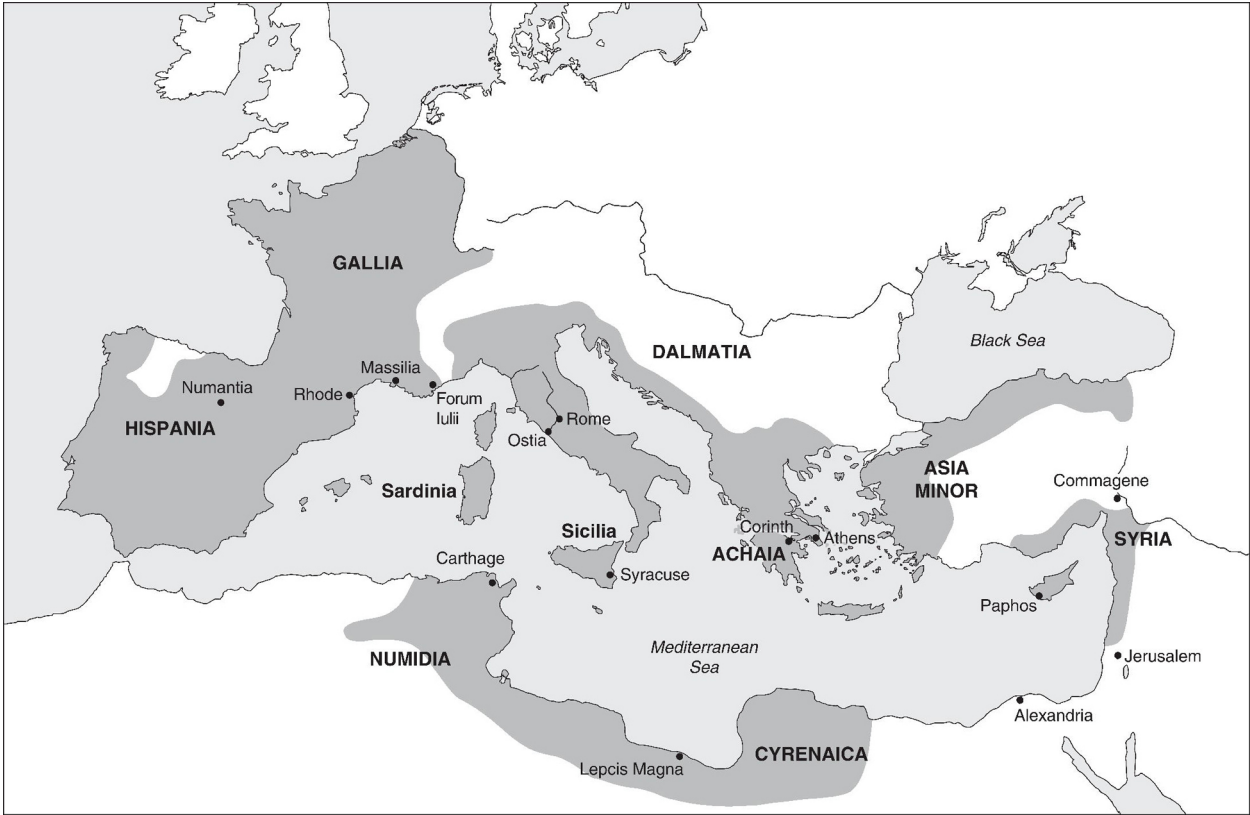 GALLIA
Black Sea
DALMATIA
Massilia
Numantia
Rhode
Forum
Iulii
Rome
HISPANIA
Ostia
ASIA
MINOR
Commagene
Sardinia
Sicilia
Corinth
Athens
ACHAIA
SYRIA
Carthage
Syracuse
Paphos
Mediterranean
Sea
NUMIDIA
Jerusalem
Alexandria
CYRENAICA
Lepcis Magna